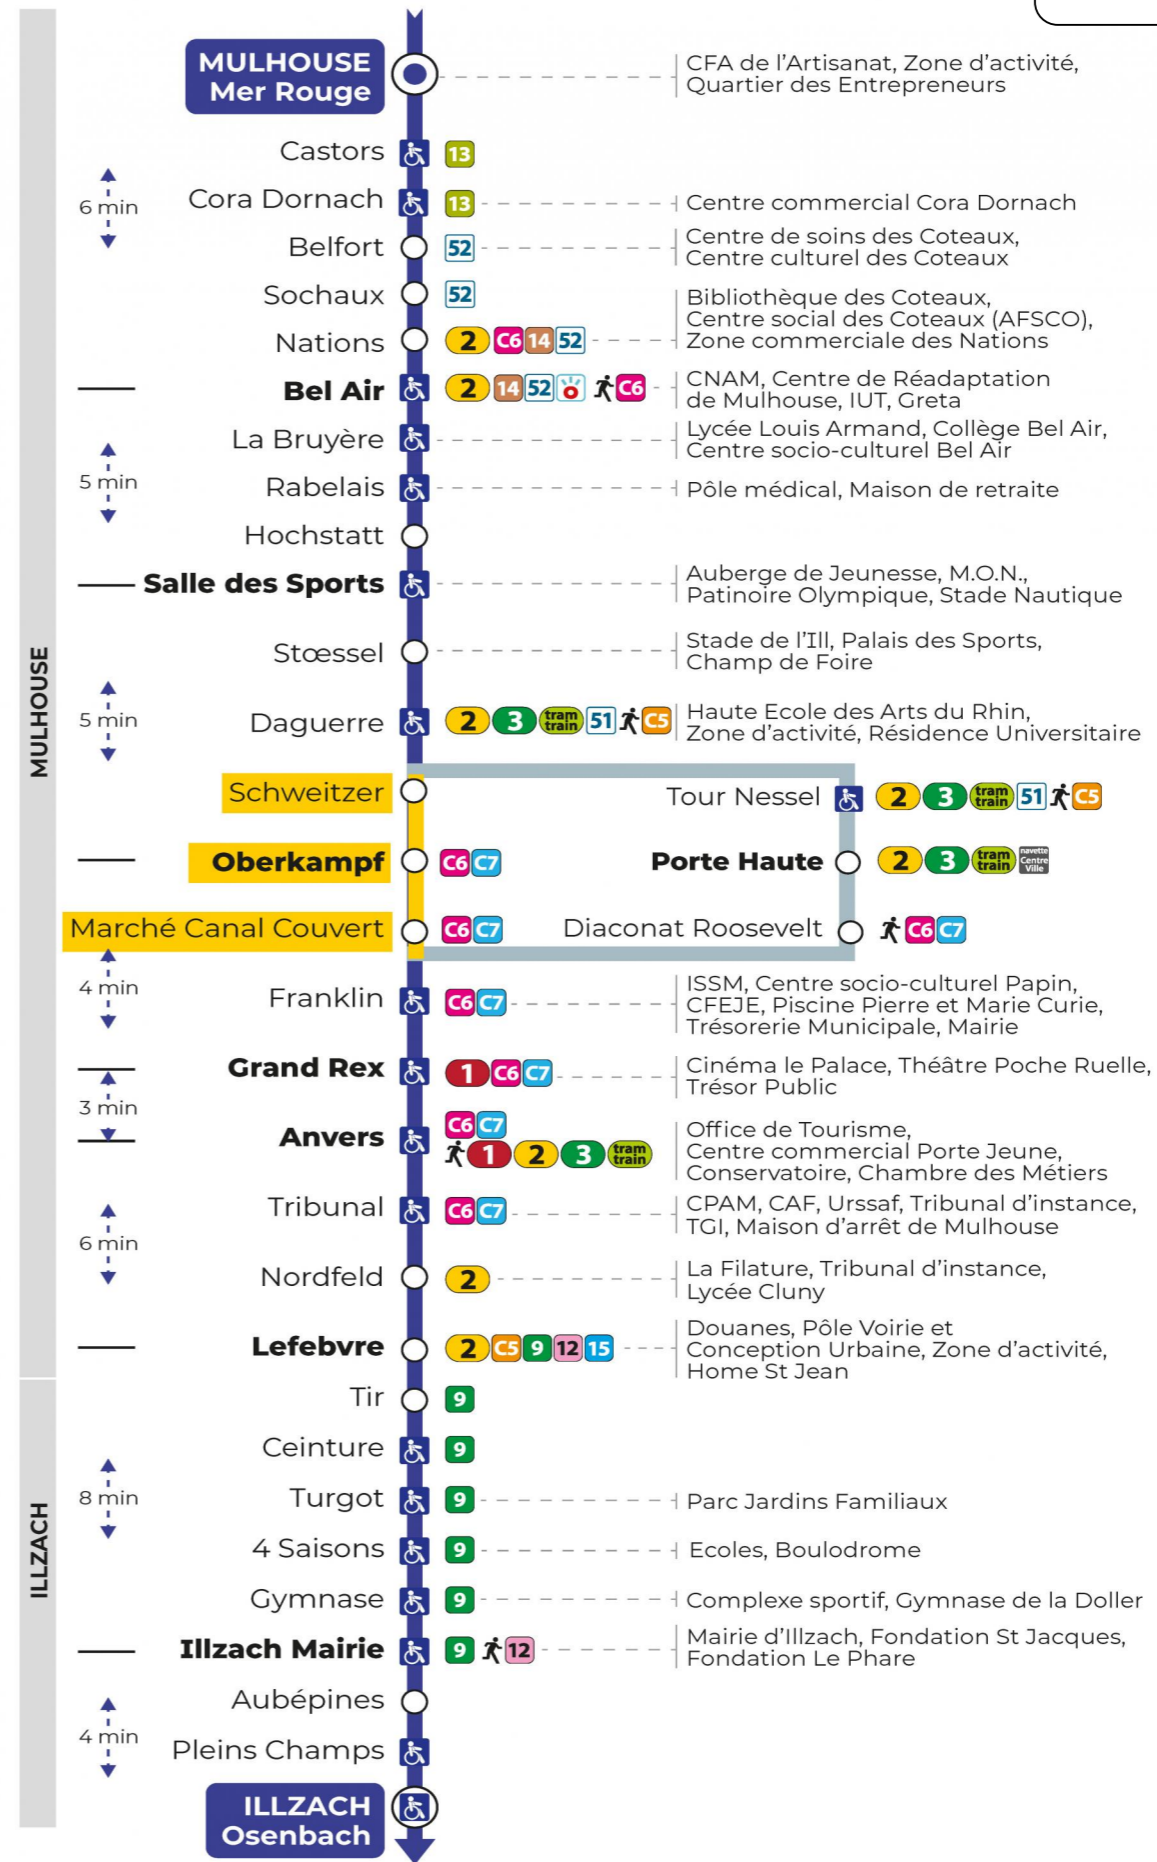 MULHOUSE
Mer Rouge
CFA de l'Artisanat, Zone d'activité,
Quartier des Entrepreneurs
Castors 13
6 min
Cora Dornach 13 Centre commercial Cora Dornach
Belfort 52
Centre de soins des Coteaux,
Centre culturel des Coteaux
Sochaux 52
Nations 2 C6 14 52
Bibliothèque des Coteaux,
Centre social des Coteaux (AFSCO),
Zone commerciale des Nations
Bel Air 2 14 52 C6
CNAM, Centre de Réadaptation
de Mulhouse, IUT, Greta
La Bruyère
Lycée Louis Armand, Collège Bel Air,
Centre socio-culturel Bel Air
5 min
Rabelais Pôle médical, Maison de retraite
Hochstatt
Salle des Sports
Auberge de Jeunesse, M.O.N.,
Patinoire Olympique, Stade Nautique
MULHOUSE
Stœssel
Stade de l'Ill, Palais des Sports,
Champ de Foire
5 min
Daguerre 2 3 tram train 51 C5
Haute Ecole des Arts du Rhin,
Zone d'activité, Résidence Universitaire
Schweitzer
Tour Nessel 2 3 tram train 51 C5
Oberkampf C6 C7
Porte Haute 2 3 tram train navette Centre Ville
Marché Canal Couvert C6 C7
Diaconat Roosevelt C6 C7
4 min
Franklin C6 C7
ISSM, Centre socio-culturel Papin,
CFEJE, Piscine Pierre et Marie Curie,
Trésorerie Municipale, Mairie
Grand Rex 1 C6 C7
Cinéma le Palace, Théâtre Poche Ruelle,
Trésor Public
3 min
Anvers C6 C7
1 2 3 tram train
Office de Tourisme,
Centre commercial Porte Jeune,
Conservatoire, Chambre des Métiers
Tribunal C6 C7
CPAM, CAF, Urssaf, Tribunal d'instance,
TGI, Maison d'arrêt de Mulhouse
6 min
Nordfeld 2
La Filature, Tribunal d'instance,
Lycée Cluny
Lefebvre 2 C5 9 12 15
Douanes, Pôle Voirie et
Conception Urbaine, Zone d'activité,
Home St Jean
Tir 9
Ceinture 9
8 min
Turgot 9 Parc Jardins Familiaux
ILLZACH
4 Saisons 9 Ecoles, Boulodrome
Gymnase 9 Complexe sportif, Gymnase de la Doller
Illzach Mairie 9 12
Mairie d'Illzach, Fondation St Jacques,
Fondation Le Phare
Aubépines
4 min
Pleins Champs
ILLZACH
Osenbach